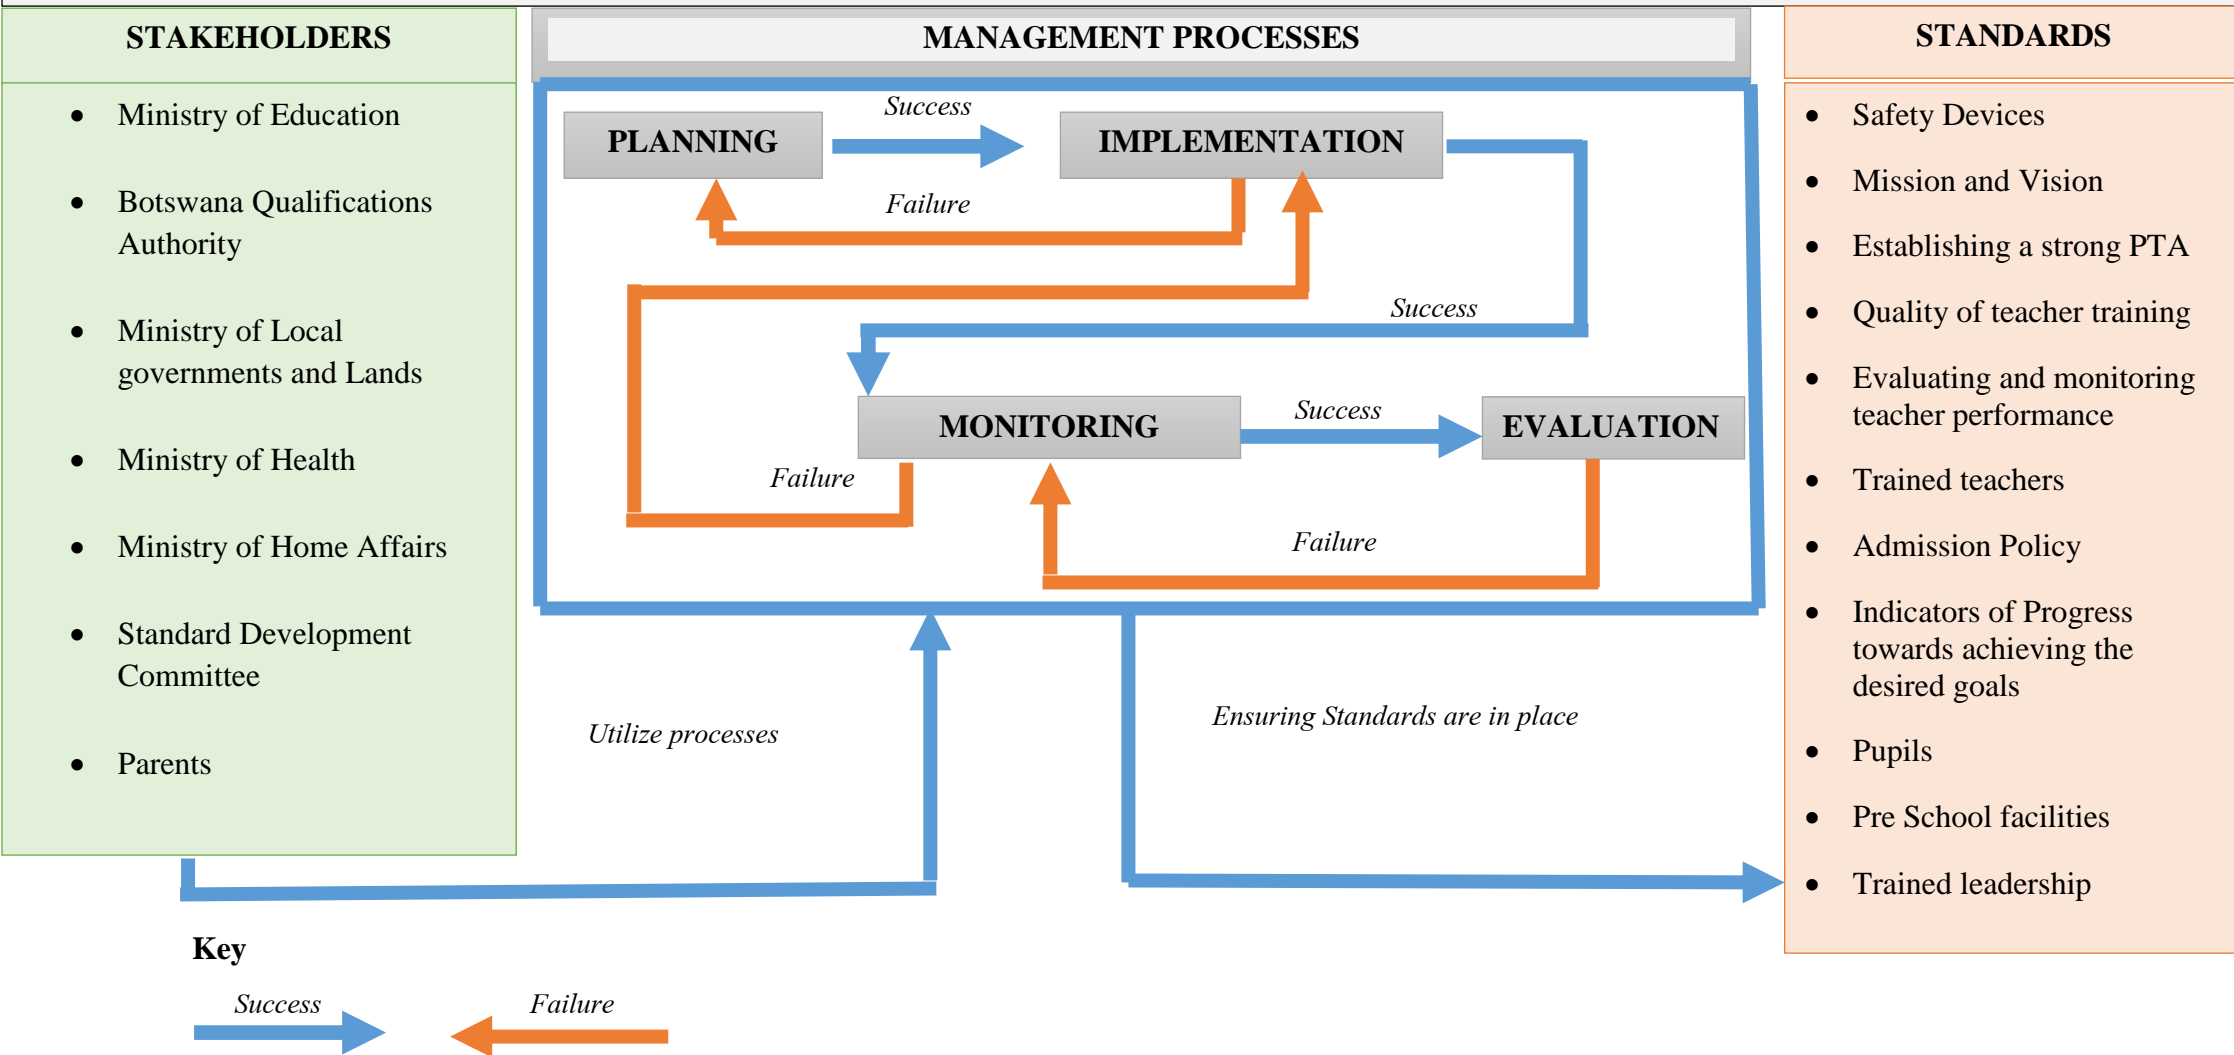 STAKEHOLDERS
• Ministry of Education
• Botswana Qualifications
Authority
• Ministry of Local
governments and Lands
• Ministry of Health
• Ministry of Home Affairs
• Standard Development
Committee
• Parents
MANAGEMENT PROCESSES
PLANNING
Success
IMPLEMENTATION
Failure
Success
MONITORING
Success
EVALUATION
Failure
Failure
Utilize processes
Ensuring Standards are in place
STANDARDS
• Safety Devices
• Mission and Vision
• Establishing a strong PTA
• Quality of teacher training
• Evaluating and monitoring
teacher performance
• Trained teachers
• Admission Policy
• Indicators of Progress
towards achieving the
desired goals
• Pupils
• Pre School facilities
• Trained leadership
Key
Success
Failure